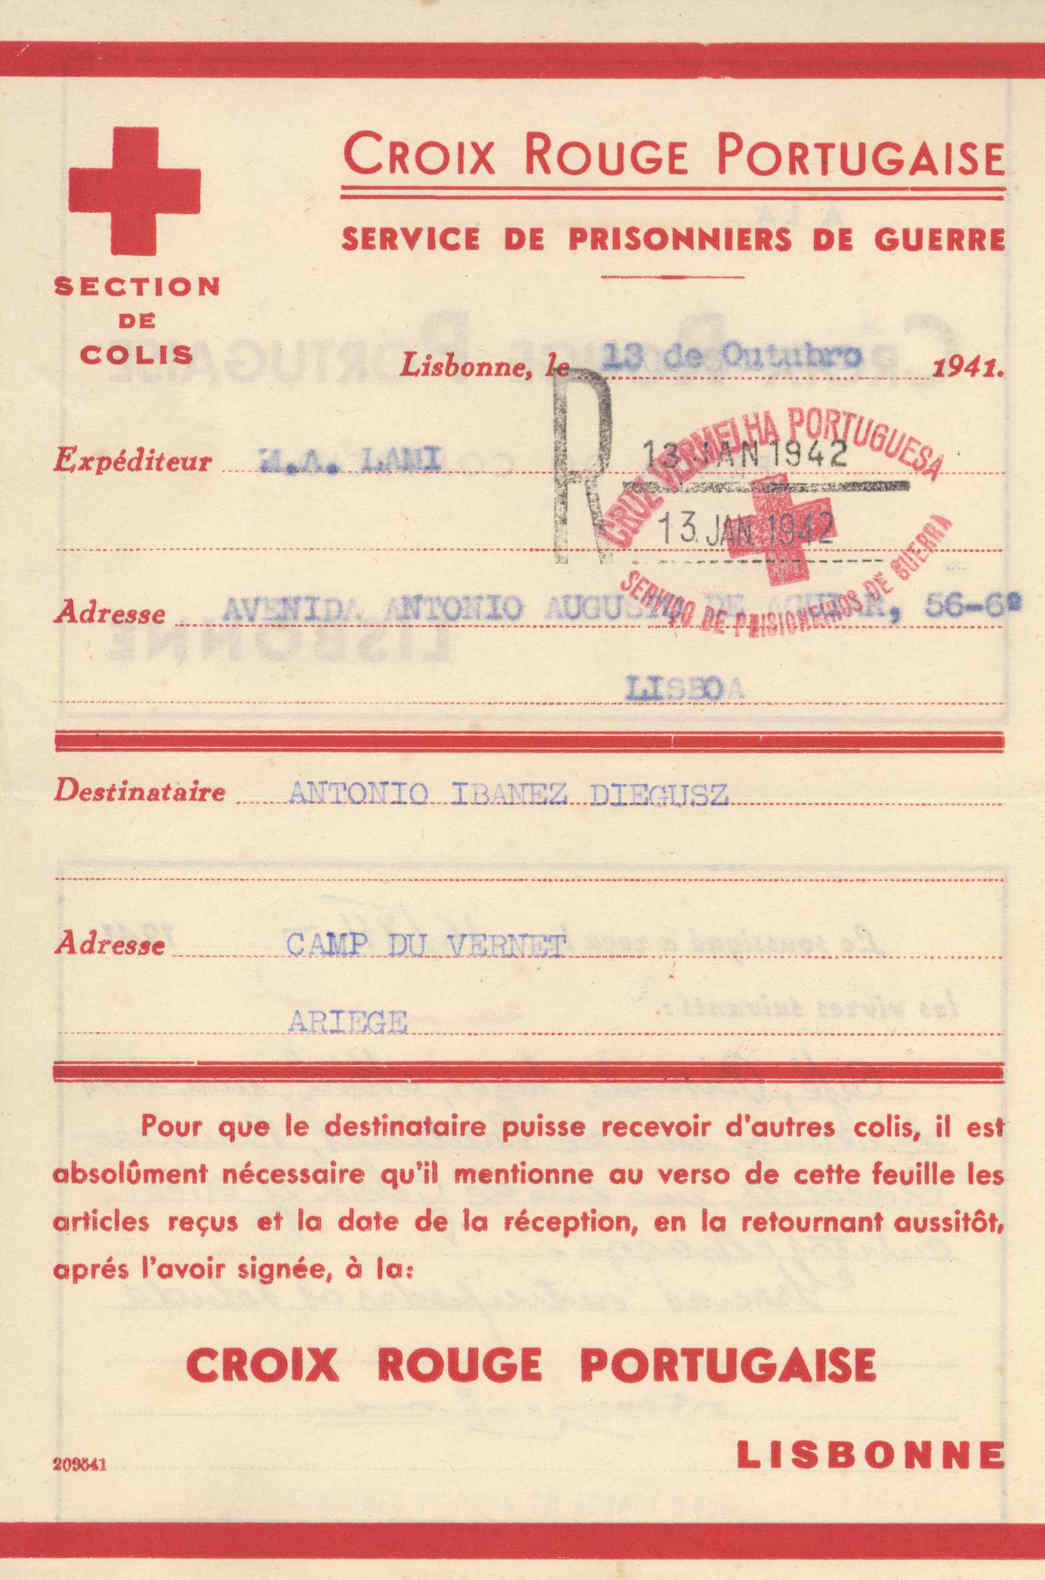 CROIX ROUGE PORTUGAISE
SERVICE DE PRISONNIERS DE GUERRE
SECTION
DE
COLIS
Lisbonne, le 13 de Outubro 1941.
Expéditeur M.A. LAMI
R
13 JAN 1942
13. JAN. 1942
CRUZ VERMELHA PORTUGUESA
SERVIÇO DE PRISIONEIROS DE GUERRA
Adresse AVENIDA ANTONIO AUGUSTO DE AGUIAR, 56-6º
LISBOA
Destinataire ANTONIO IBANEZ DIEGUSZ
Adresse CAMP DU VERNET
ARIEGE
Pour que le destinataire puisse recevoir d'autres colis, il est
absolûment nécessaire qu'il mentionne au verso de cette feuille les
articles reçus et la date de la réception, en la retournant aussitôt,
aprés l'avoir signée, à la:
CROIX ROUGE PORTUGAISE
LISBONNE
209541